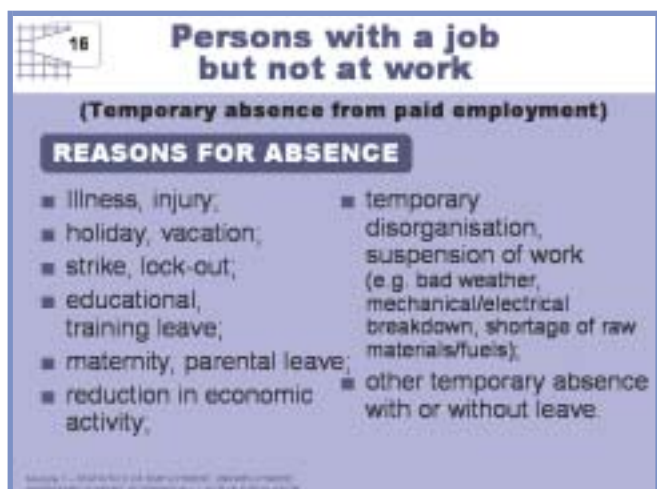 16
Persons with a job
but not at work
(Temporary absence from paid employment)
REASONS FOR ABSENCE
■ Illness, injury;
■ holiday, vacation;
■ strike, lock-out;
■ educational,
training leave;
■ maternity, parental leave;
■ reduction in economic
activity;
■ temporary
disorganisation,
suspension of work
(e.g. bad weather,
mechanical/electrical
breakdown, shortage of raw
materials/fuels);
■ other temporary absence
with or without leave